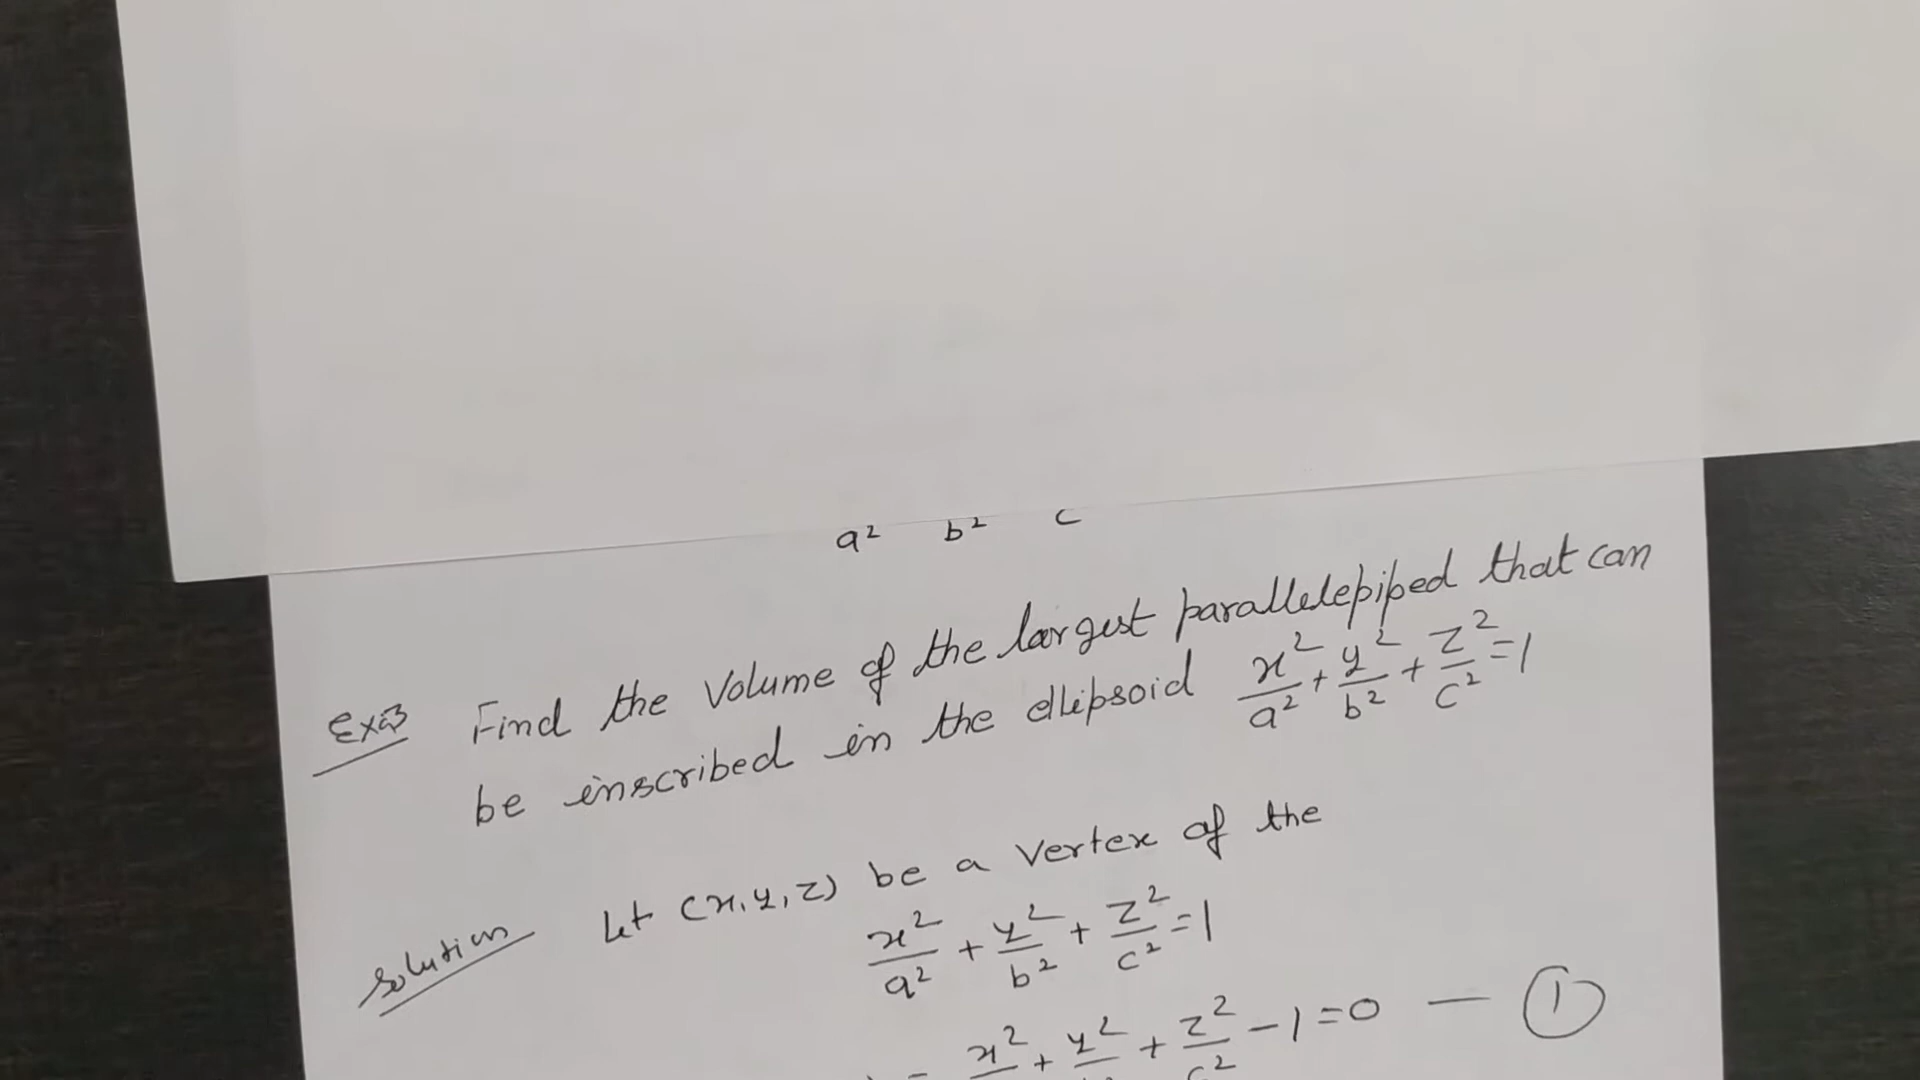 a² b² c
Ex:3 Find the volume of the largest parallelepiped that can
be inscribed in the ellipsoid x²/a² + y²/b² + z²/c² = 1
Solution Let (x, y, z) be a vertex of the
x²/a² + y²/b² + z²/c² = 1
x² + y² + z²/c² - 1 = 0 — ①